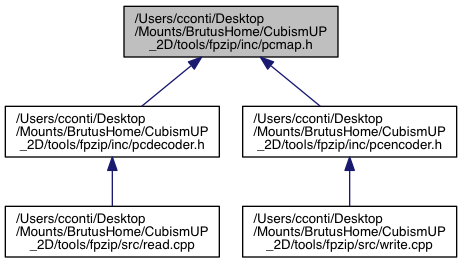 /Users/cconti/Desktop
/Mounts/BrutusHome/CubismUP
_2D/tools/fpzip/inc/pcmap.h
/Users/cconti/Desktop
/Mounts/BrutusHome/CubismUP
_2D/tools/fpzip/inc/pcdecoder.h
/Users/cconti/Desktop
/Mounts/BrutusHome/CubismUP
_2D/tools/fpzip/inc/pcencoder.h
/Users/cconti/Desktop
/Mounts/BrutusHome/CubismUP
_2D/tools/fpzip/src/read.cpp
/Users/cconti/Desktop
/Mounts/BrutusHome/CubismUP
_2D/tools/fpzip/src/write.cpp